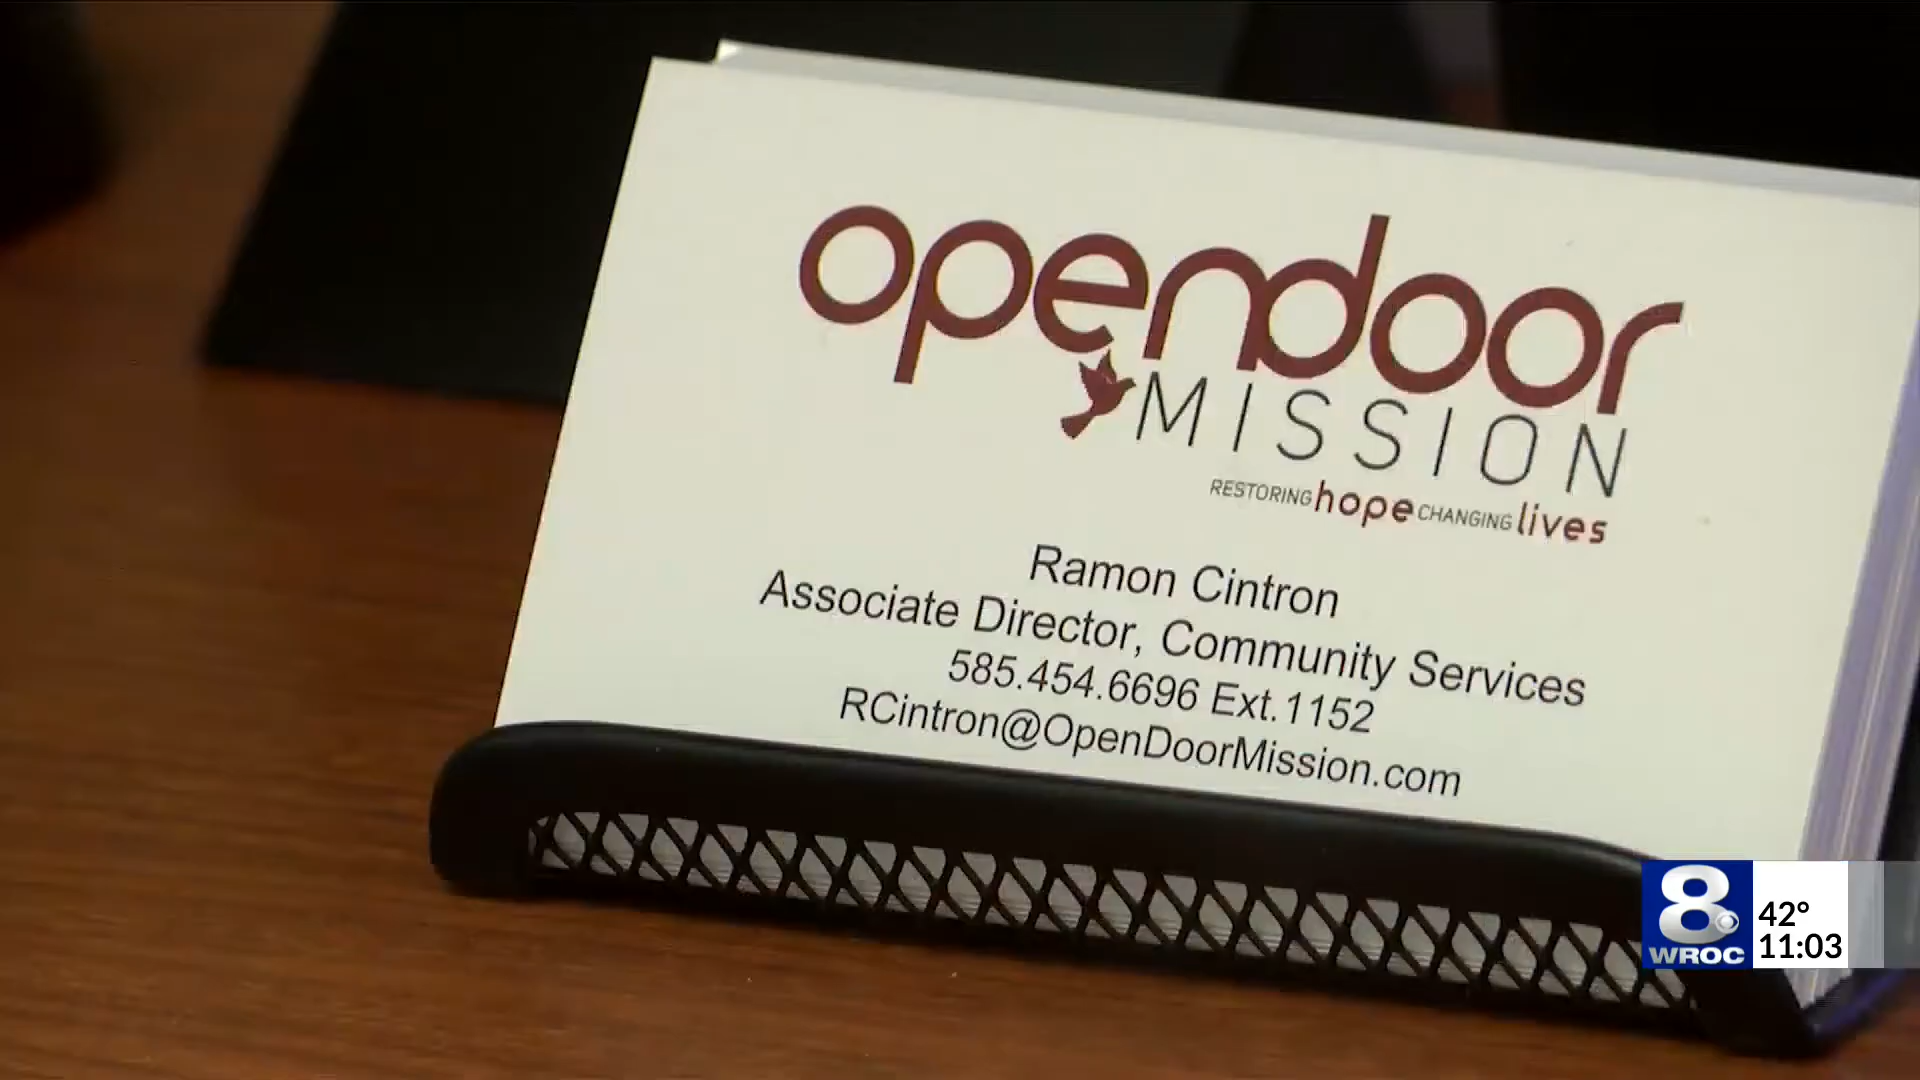 opendoor
MISSION
RESTORING hope CHANGING lives
Ramon Cintron
Associate Director, Community Services
585.454.6696 Ext.1152
RCintron@OpenDoorMission.com
8
WROC
42°
11:03